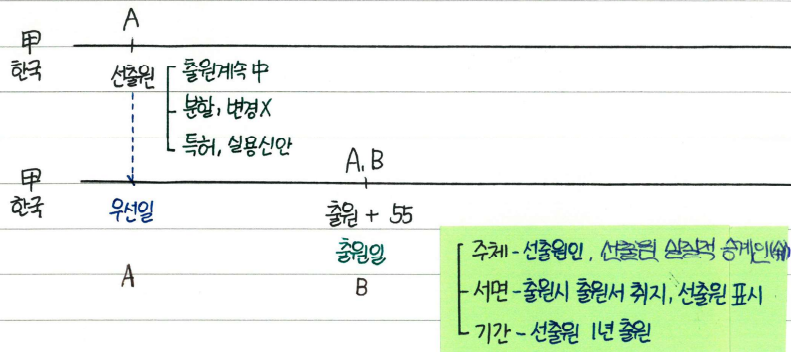 A
甲
한국
선출원
출원계속 中
분할, 변경 X
특허, 실용신안
A, B
甲
한국
우선일
출원 + 55
출원일
A
B
주체 - 선출원인, 선출원 실질적 승계인
서면 - 출원시 출원서 취지, 선출원 표시
기간 - 선출원 1년 출원